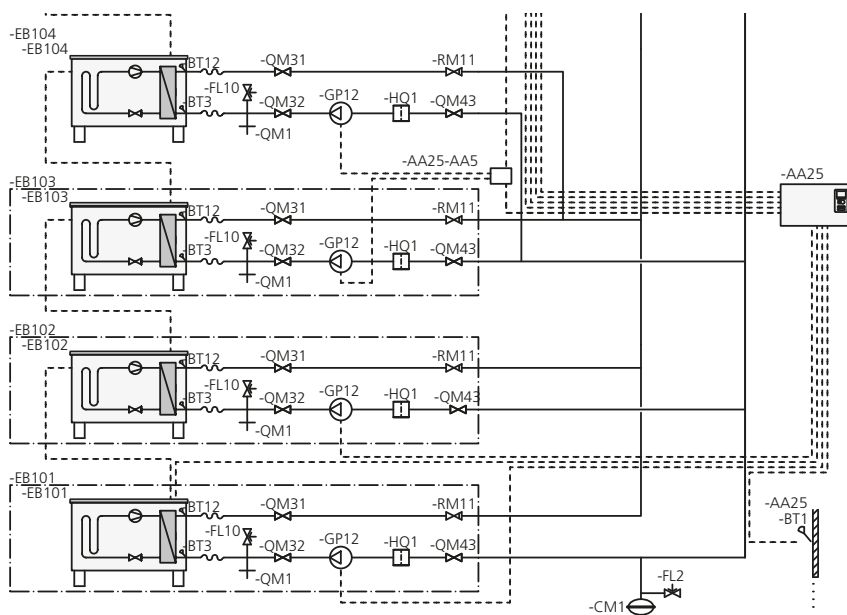 -EB104
-EB104
-BT12
-QM31
-RM11
-BT3
-FL10
-QM32
-GP12
-HQ1
-QM43
-QM1
-AA25-AA5
-AA25
-EB103
-EB103
-BT12
-QM31
-RM11
-BT3
-FL10
-QM32
-GP12
-HQ1
-QM43
-QM1
-EB102
-EB102
-BT12
-QM31
-RM11
-BT3
-FL10
-QM32
-GP12
-HQ1
-QM43
-QM1
-EB101
-EB101
-BT12
-QM31
-RM11
-BT3
-FL10
-QM32
-GP12
-HQ1
-QM43
-QM1
-AA25
-BT1
-FL2
-CM1